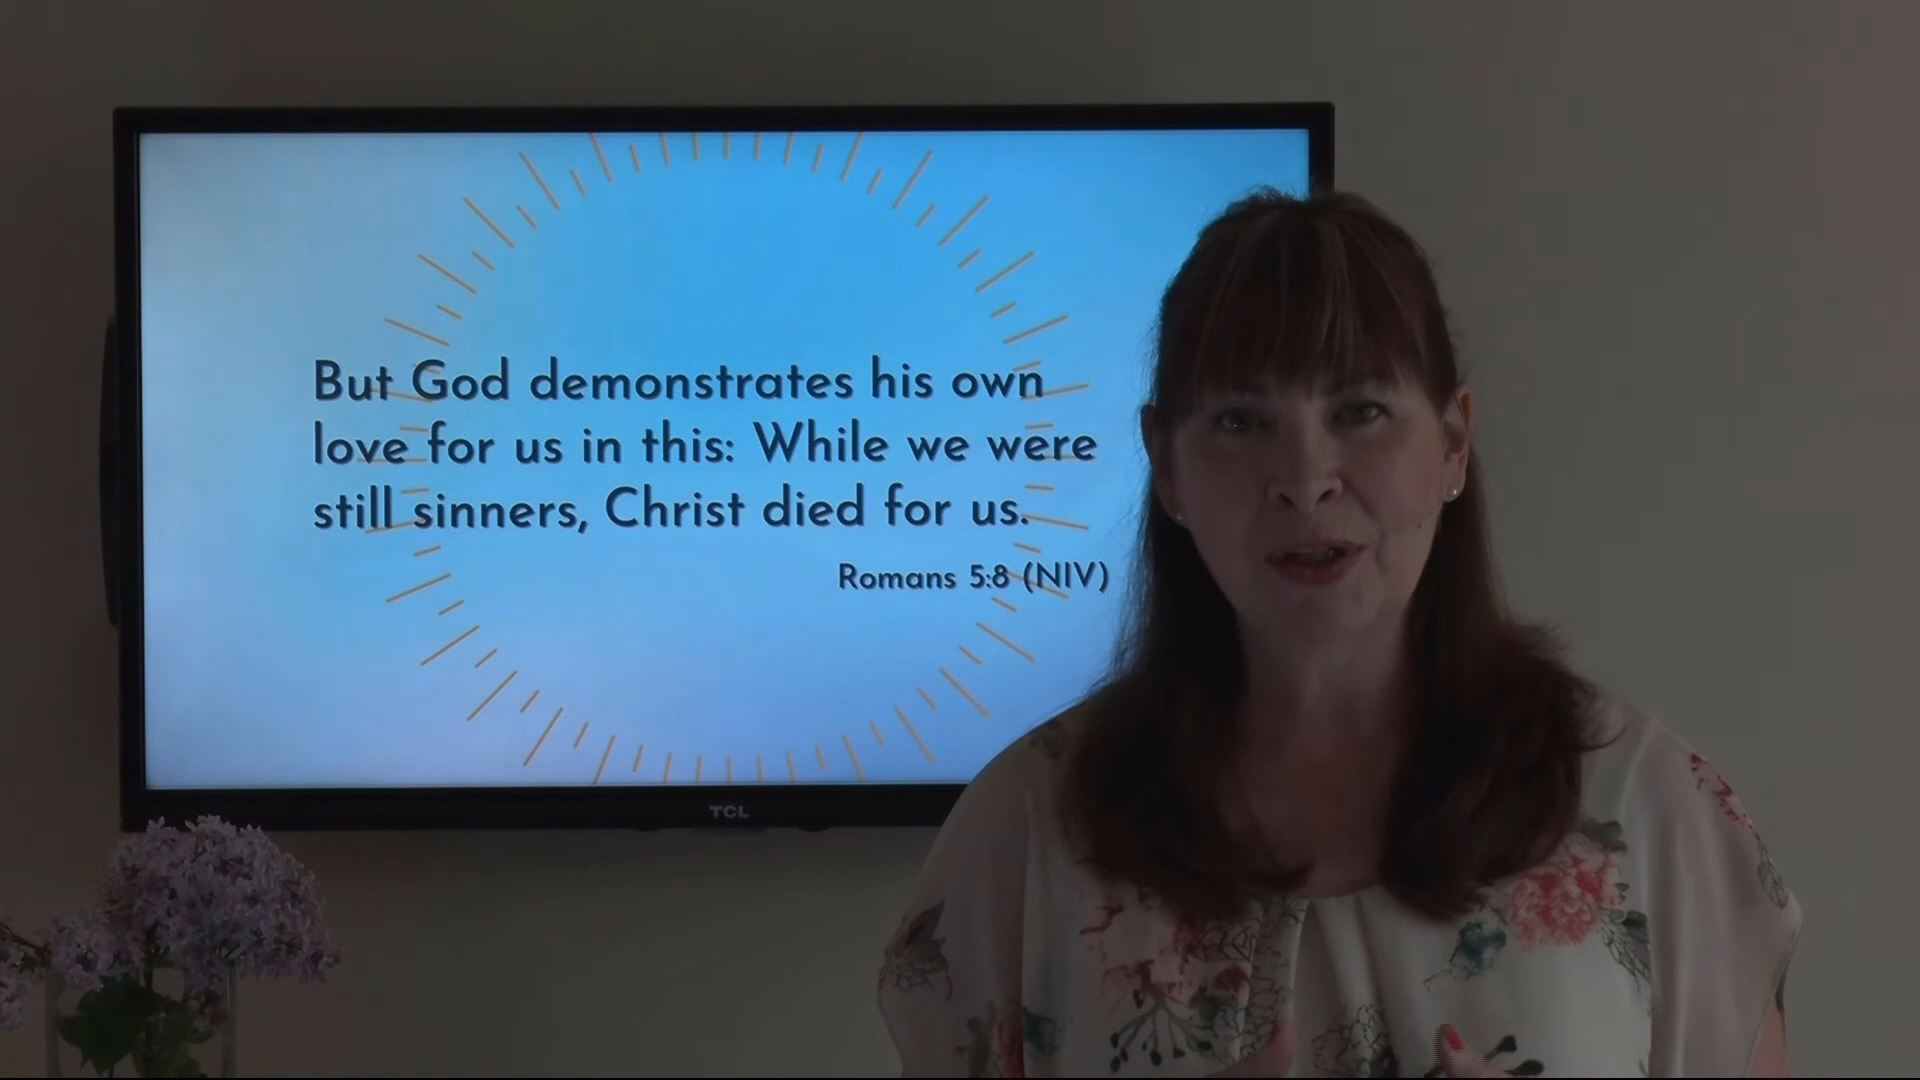 But God demonstrates his own
love for us in this: While we were
still sinners, Christ died for us.
Romans 5:8 (NIV)
TCL